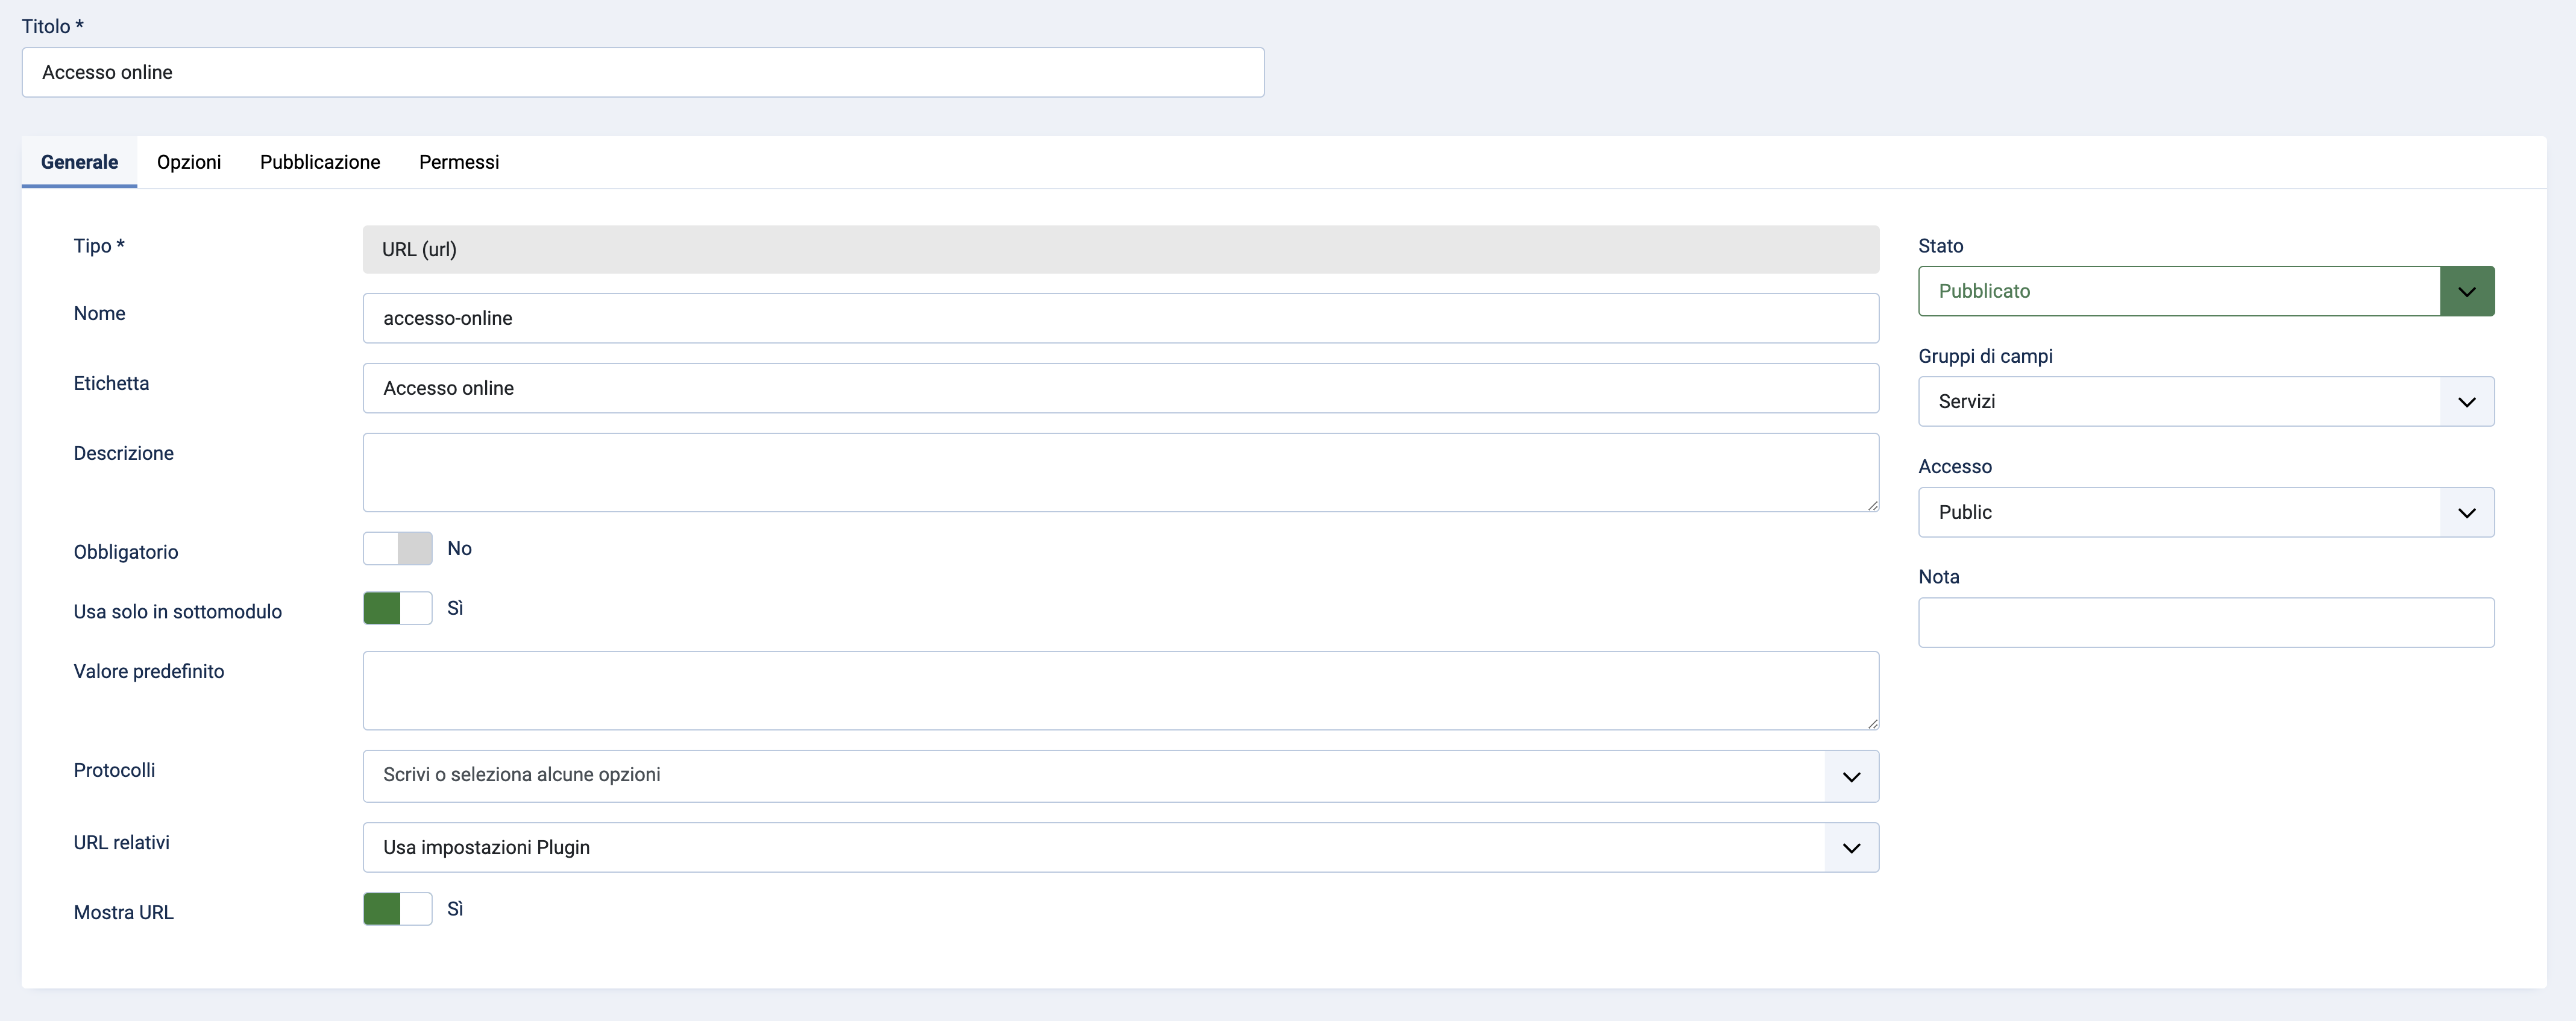 Titolo *
Accesso online
Generale Opzioni Pubblicazione Permessi
Tipo *
URL (url)
Nome
accesso-online
Etichetta
Accesso online
Descrizione
Obbligatorio
No
Usa solo in sottomodulo
Sì
Valore predefinito
Protocolli
Scrivi o seleziona alcune opzioni
URL relativi
Usa impostazioni Plugin
Mostra URL
Sì
Stato
Pubblicato
Gruppi di campi
Servizi
Accesso
Public
Nota